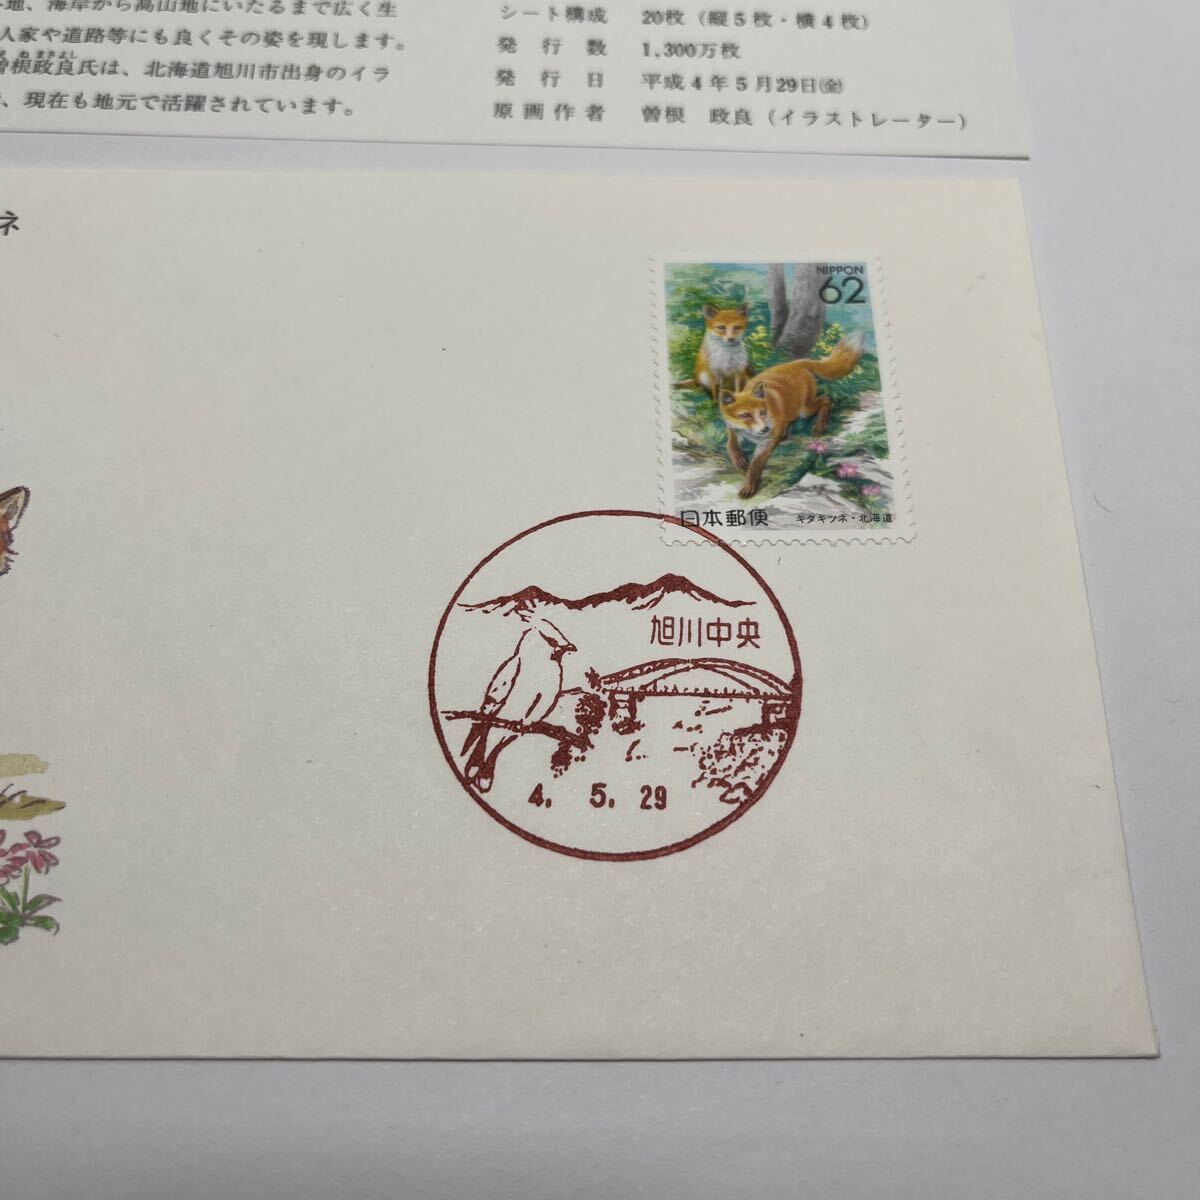 地、海岸から高山地にいたるまで広く生
人家や道路等にも良くその姿を現します。
ねまさよし
曽根政良氏は、北海道旭川市出身のイラ
、現在も地元で活躍されています。
シート構成 20枚（縦5枚・横4枚）
発行数 1,300万枚
発行日 平成4年5月29日㈮
原画作者 曽根 政良（イラストレーター）
ネ
NIPPON
62
日本郵便 キタキツネ・北海道
旭川中央
4. 5. 29